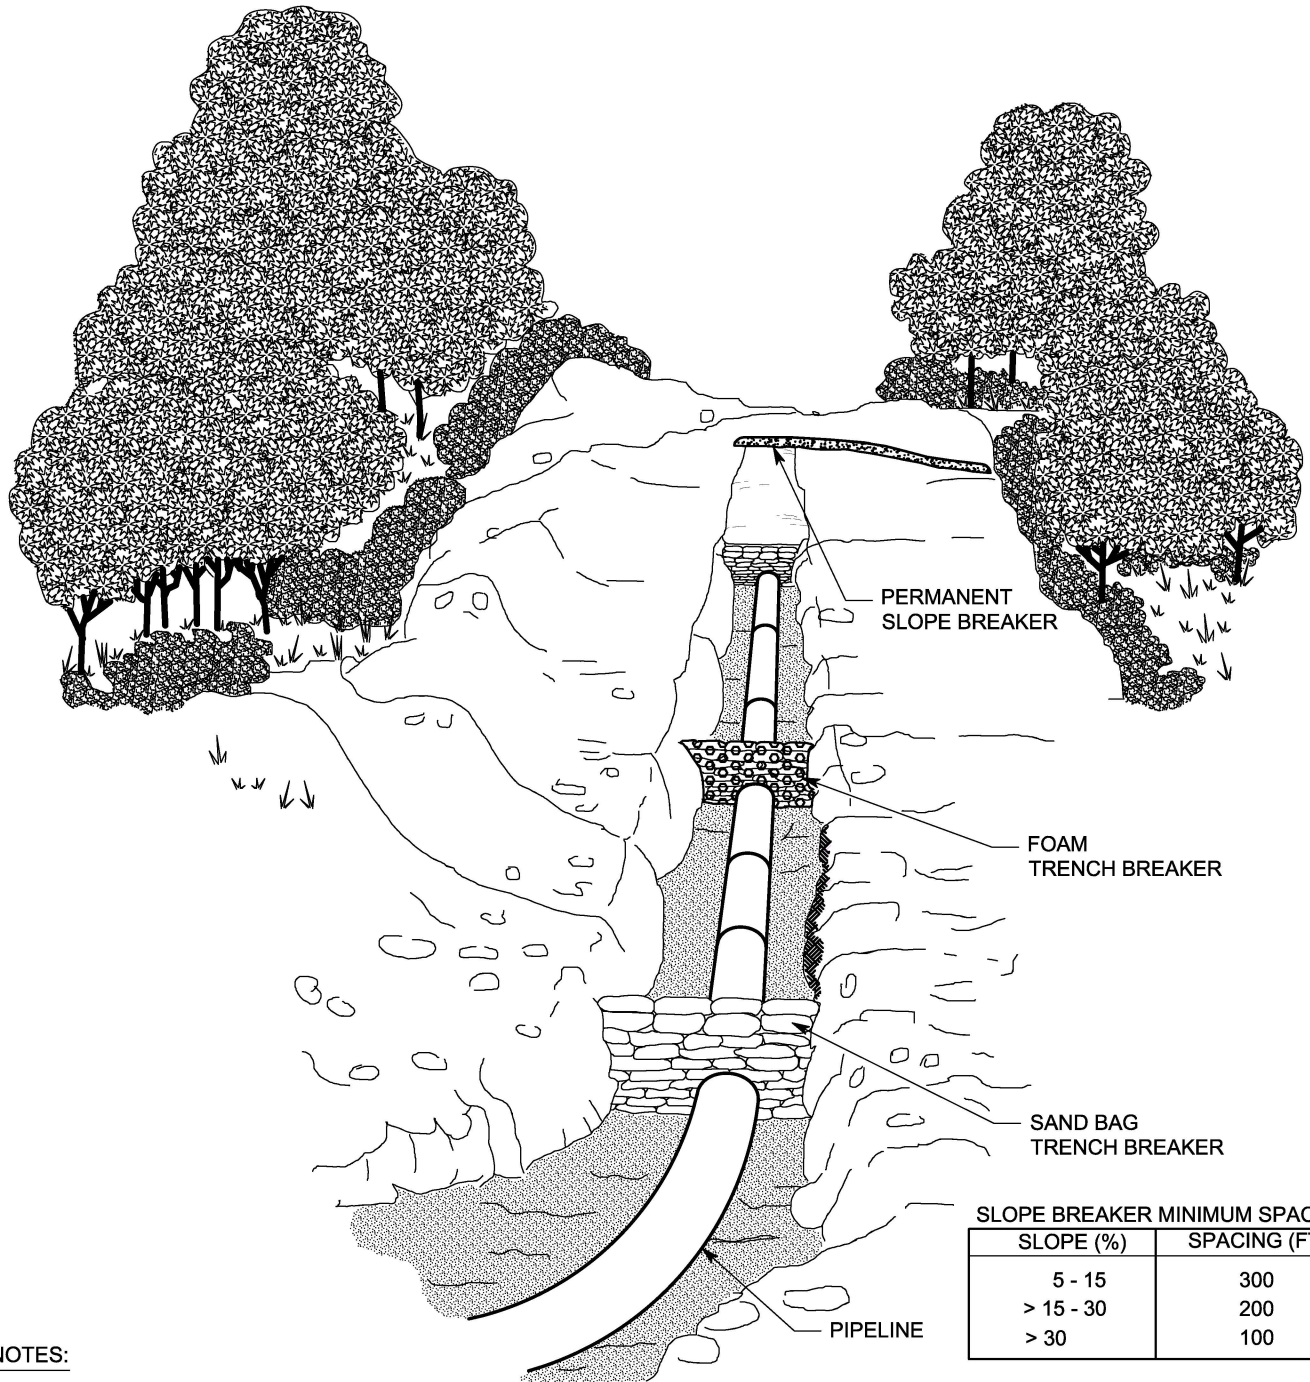 PERMANENT
SLOPE BREAKER
FOAM
TRENCH BREAKER
SAND BAG
TRENCH BREAKER
PIPELINE
SLOPE BREAKER MINIMUM
SLOPE (%) SPACING
5 - 15 300
> 15 - 30 200
> 30 100
NOTES: